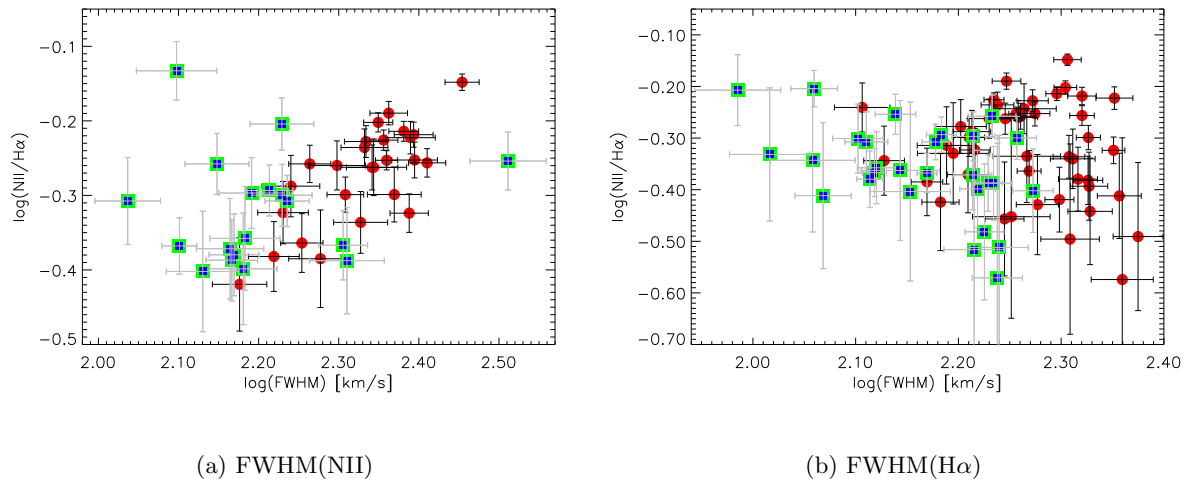 −0.1
−0.2
−0.3
−0.4
−0.5
log(NII/Hα)
2.00 2.10 2.20 2.30 2.40 2.50
log(FWHM) [km/s]
(a) FWHM(NII)
−0.10
−0.20
−0.30
−0.40
−0.50
−0.60
−0.70
log(NII/Hα)
2.00 2.10 2.20 2.30 2.40
log(FWHM) [km/s]
(b) FWHM(Hα)